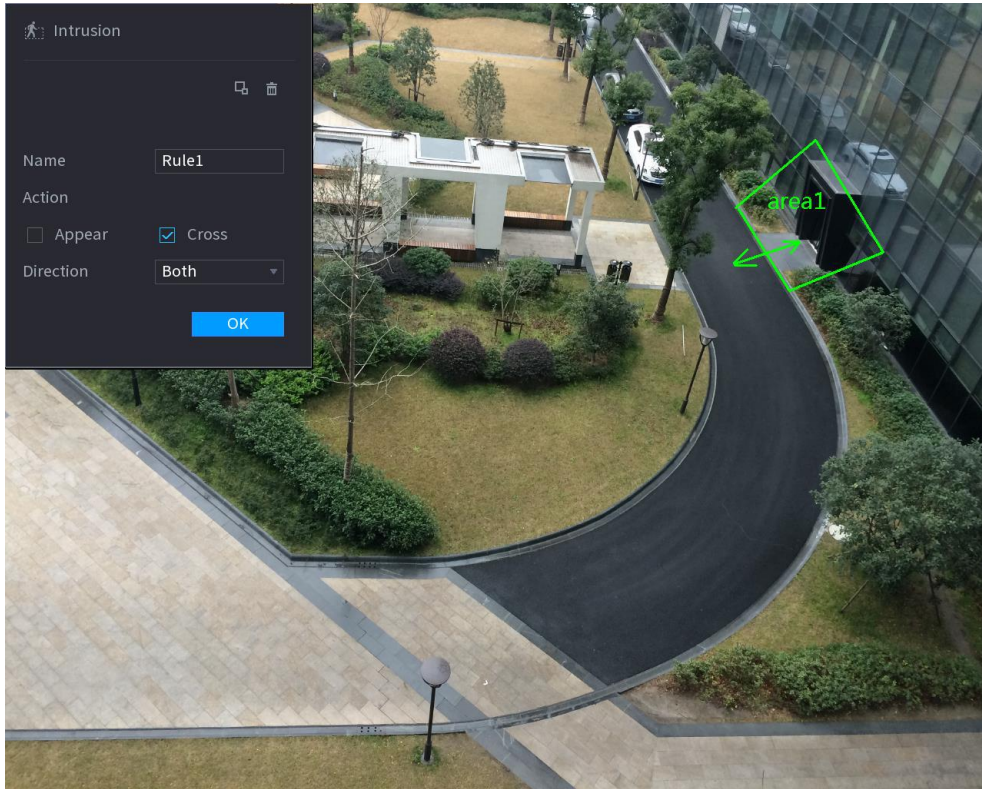 Intrusion
Name Rule1
Action
Appear Cross
Direction Both
OK
area1